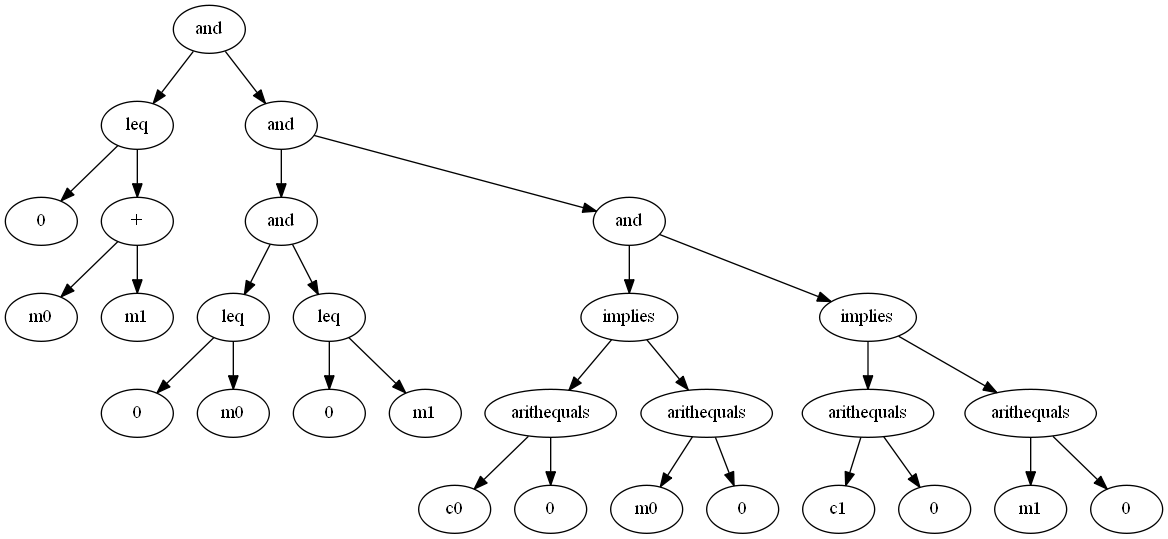 and
leq
and
0
+
and
and
m0
m1
leq
leq
implies
implies
0
m0
0
m1
arithequals
arithequals
arithequals
arithequals
c0
0
m0
0
c1
0
m1
0